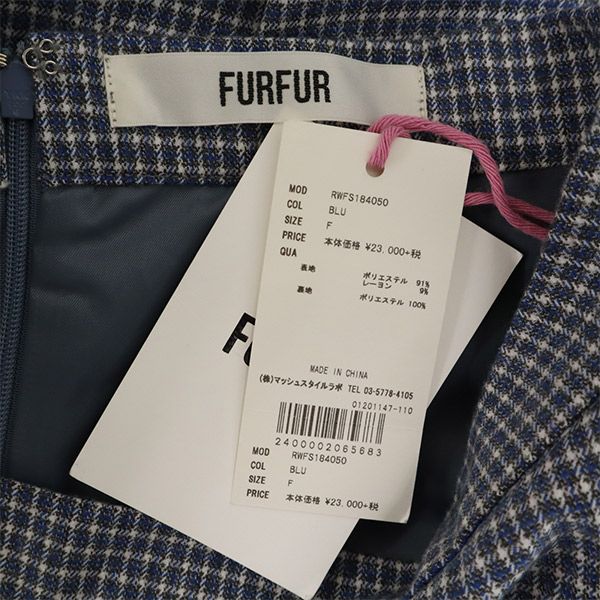 FURFUR
MOD RWFS184050
COL BLU
SIZE F
PRICE 本体価格 ¥23,000+税
QUA
表地 ポリエステル 91%
レーヨン 9%
裏地 ポリエステル 100%
MADE IN CHINA
(株)マッシュスタイルラボ TEL 03-5778-4105
01201147-110
2400002065683
MOD RWFS184050
COL BLU
SIZE F
PRICE 本体価格 ¥23,000+税